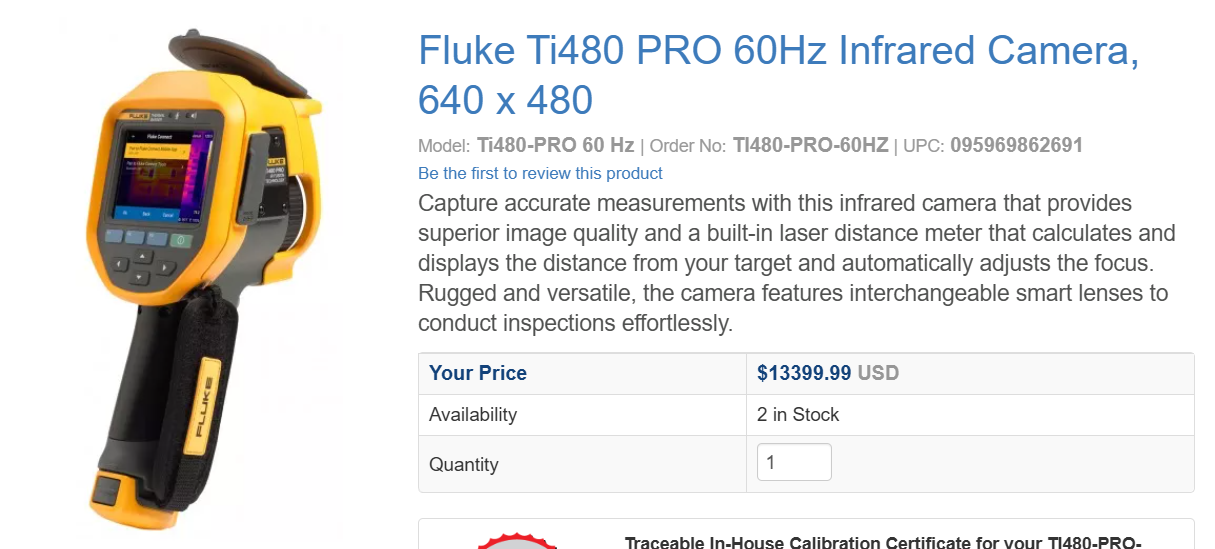 Fluke Ti480 PRO 60Hz Infrared Camera,
640 x 480
Model: Ti480-PRO 60 Hz | Order No: TI480-PRO-60HZ | UPC: 095969862691
Be the first to review this product
Capture accurate measurements with this infrared camera that provides
superior image quality and a built-in laser distance meter that calculates and
displays the distance from your target and automatically adjusts the focus.
Rugged and versatile, the camera features interchangeable smart lenses to
conduct inspections effortlessly.
Your Price $13399.99 USD
Availability 2 in Stock
Quantity 1
Traceable In-House Calibration Certificate for your TI480-PRO-
FLUKE
Fluke Connect
FLUKE